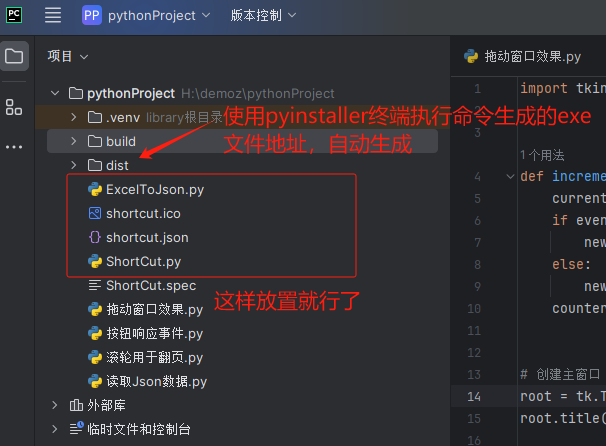 PC
PP pythonProject 版本控制
项目
pythonProject H:\demoz\pythonProject
.venv library根目录
使用pyinstaller终端执行命令生成的exe
文件地址，自动生成
build
dist
ExcelToJson.py
shortcut.ico
{} shortcut.json
ShortCut.py
ShortCut.spec
这样放置就行了
拖动窗口效果.py
按钮响应事件.py
滚轮用于翻页.py
读取Json数据.py
外部库
临时文件和控制台
拖动窗口效果.py
1 import tkin
3
1个用法
4 def increme
5 current
6 if even
7 new
8 else:
9 new
10 counter
11
12
13 # 创建主窗口
14 root = tk.T
15 root.title(
16